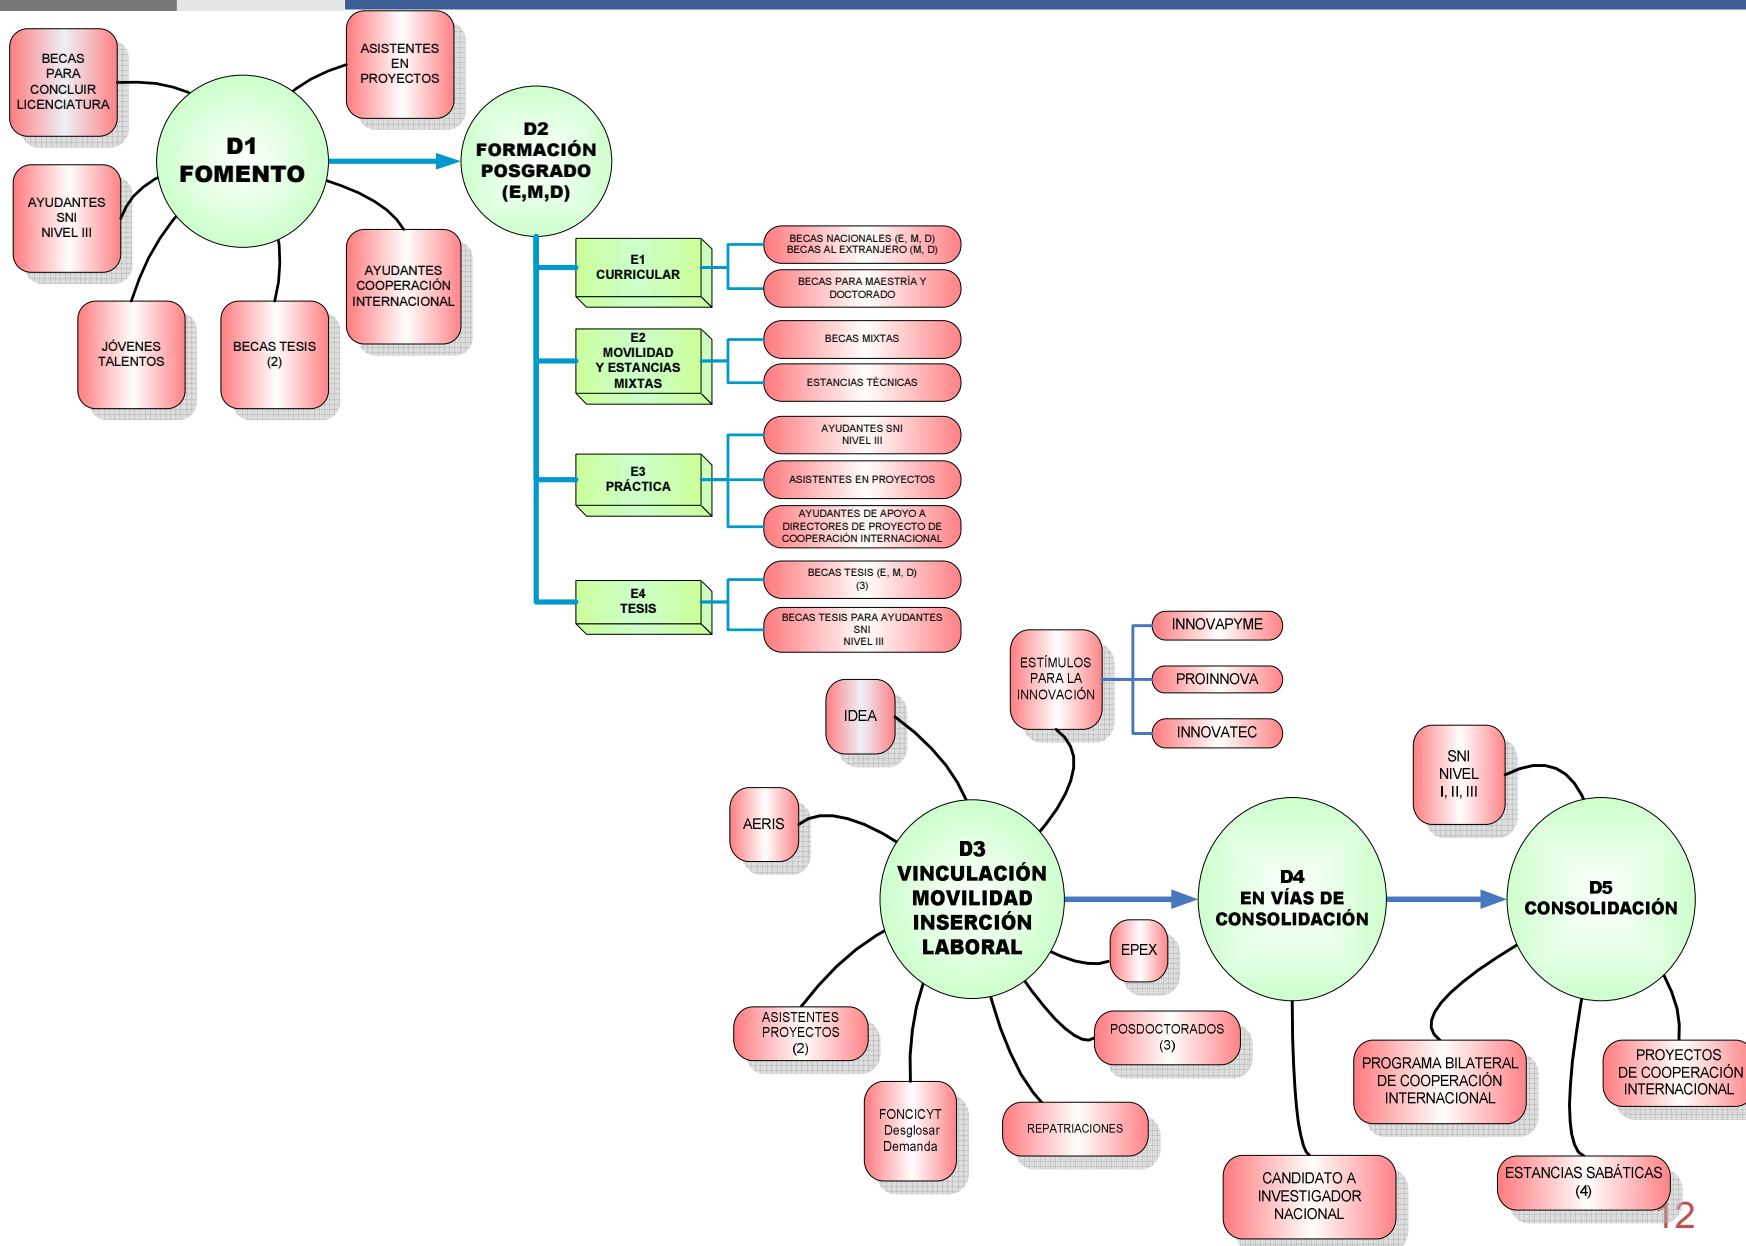 BECAS
PARA
CONCLUIR
LICENCIATURA
ASISTENTES
EN
PROYECTOS
D1
FOMENTO
D2
FORMACIÓN
POSGRADO
(E,M,D)
AYUDANTES
SNI
NIVEL III
AYUDANTES
COOPERACIÓN
INTERNACIONAL
JÓVENES
TALENTOS
BECAS TESIS
(2)
E1
CURRICULAR
BECAS NACIONALES (E, M, D)
BECAS AL EXTRANJERO (M, D)
BECAS PARA MAESTRÍA Y
DOCTORADO
E2
MOVILIDAD
Y ESTANCIAS
MIXTAS
BECAS MIXTAS
ESTANCIAS TÉCNICAS
E3
PRÁCTICA
AYUDANTES SNI
NIVEL III
ASISTENTES EN PROYECTOS
AYUDANTES DE APOYO A
DIRECTORES DE PROYECTO DE
COOPERACIÓN INTERNACIONAL
E4
TESIS
BECAS TESIS (E, M, D)
(3)
BECAS TESIS PARA AYUDANTES
SNI
NIVEL III
ESTÍMULOS
PARA LA
INNOVACIÓN
INNOVAPYME
PROINNOVA
INNOVATEC
IDEA
AERIS
D3
VINCULACIÓN
MOVILIDAD
INSERCIÓN
LABORAL
ASISTENTES
PROYECTOS
(2)
FONCICYT
Desglosar
Demanda
REPATRIACIONES
POSDOCTORADOS
(3)
EPEX
D4
EN VÍAS DE
CONSOLIDACIÓN
CANDIDATO A
INVESTIGADOR
NACIONAL
SNI
NIVEL
I, II, III
D5
CONSOLIDACIÓN
PROGRAMA BILATERAL
DE COOPERACIÓN
INTERNACIONAL
PROYECTOS
DE COOPERACIÓN
INTERNACIONAL
ESTANCIAS SABÁTICAS
(4)
12